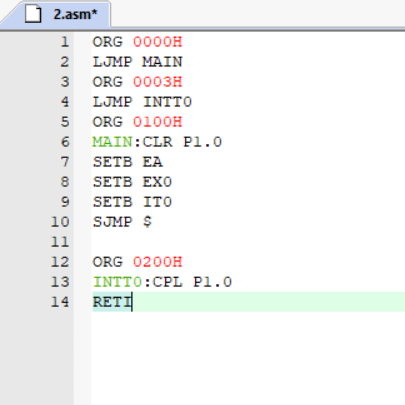 2.asm*
1 ORG 0000H
2 LJMP MAIN
3 ORG 0003H
4 LJMP INTT0
5 ORG 0100H
6 MAIN:CLR P1.0
7 SETB EA
8 SETB EX0
9 SETB IT0
10 SJMP $
11
12 ORG 0200H
13 INTT0:CPL P1.0
14 RETI